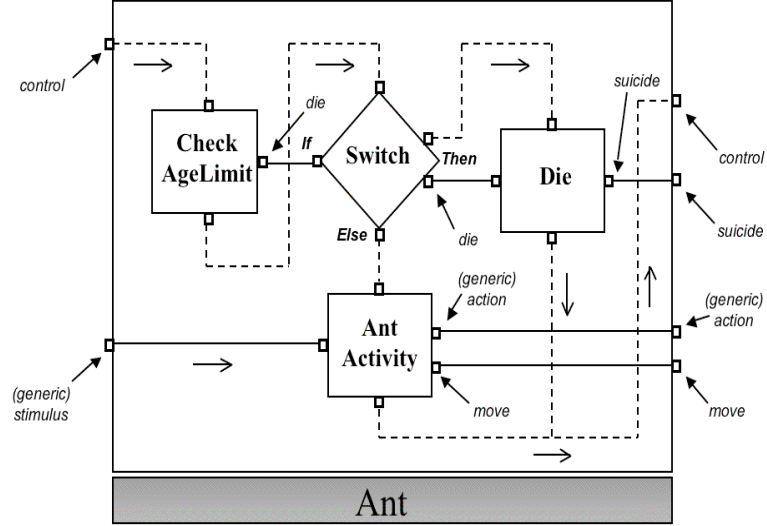 control
Check
AgeLimit
die
If
Switch
Then
die
Else
Die
suicide
control
suicide
(generic)
action
(generic)
action
Ant
Activity
(generic)
stimulus
move
move
Ant